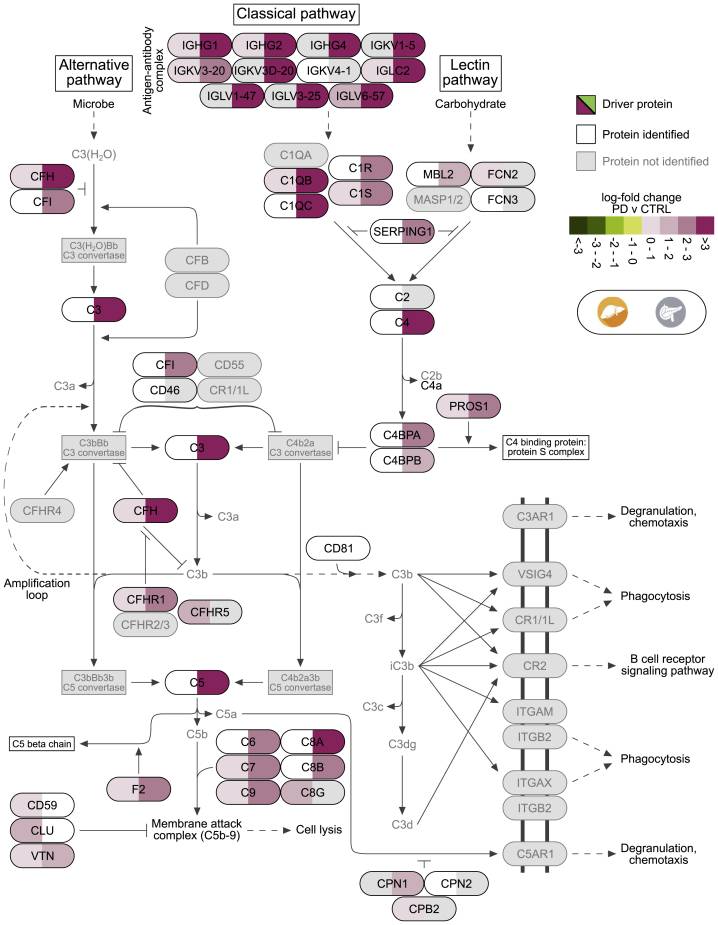 Classical pathway
Antigen-antibody
complex
IGHG1
IGHG2
IGHG4
IGKV1-5
IGKV3-20
IGKV3D-20
IGKV4-1
IGLC2
IGLV1-47
IGLV3-25
IGLV6-57
Alternative
pathway
Microbe
C3(H2O)
CFH
CFI
C3(H2O)Bb
C3 convertase
CFB
CFD
C3
C3a
Lectin
pathway
Carbohydrate
C1QA
C1QB
C1QC
C1R
C1S
MBL2
FCN2
MASP1/2
FCN3
SERPING1
C2
C4
C2b
C4a
Driver protein
Protein identified
Protein not identified
log-fold change
PD v CTRL
<-3
-3 - -2
-2 - -1
-1 - 0
0 - 1
1 - 2
2 - 3
>3
CFI
CD55
CD46
CR1/1L
PROS1
C3bBb
C3 convertase
C3
C4b2a
C3 convertase
C4BPA
C4BPB
C4 binding protein:
protein S complex
CFHR4
CFH
C3a
Amplification
loop
C3b
CD81
C3b
CFHR1
CFHR5
CFHR2/3
C3f
iC3b
C3c
C3dg
C3d
C3bBb3b
C5 convertase
C5
C4b2a3b
C5 convertase
C5a
C5b
C5 beta chain
F2
C6
C8A
C7
C8B
C9
C8G
CD59
CLU
VTN
Membrane attack
complex (C5b-9)
Cell lysis
C3AR1
Degranulation,
chemotaxis
VSIG4
CR1/1L
Phagocytosis
CR2
B cell receptor
signaling pathway
ITGAM
ITGB2
ITGAX
ITGB2
Phagocytosis
C5AR1
Degranulation,
chemotaxis
CPN1
CPN2
CPB2